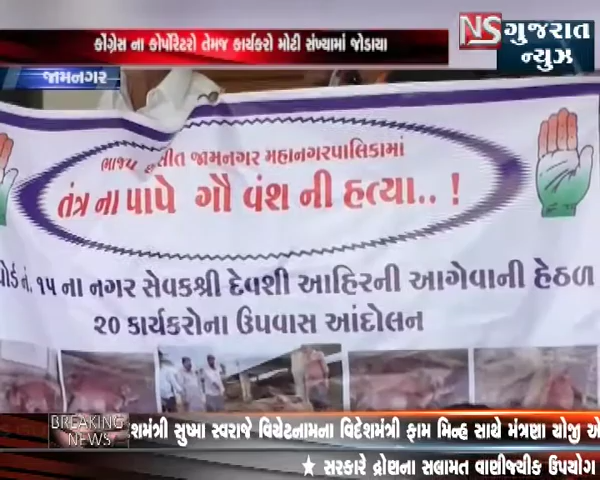 કોંગ્રેસ ના કોર્પોરેટરો તેમજ કાર્યકરો મોટી સંખ્યામાં જોડાયા
NS ગુજરાત
ન્યુઝ
જામનગર
ભાજપ જામનગર મહાનગરપાલિકામાં
તંત્ર ના પાપે ગૌ વંશ ની હત્યા.. !
વોર્ડ નં. ૧૫ ના નગર સેવકશ્રી દેવશી આહિરની આગેવાની હેઠળ
૨૦ કાર્યકરોના ઉપવાસ આંદોલન
BREAKING
NEWS
શમંત્રી સુષ્મા સ્વરાજે વિયેટનામના વિદેશમંત્રી ફામ મિન્હ સાથે મંત્રણા યોજી
★ સરકારે દ્રોણના સલામત વાણીજ્યીક ઉપયોગ